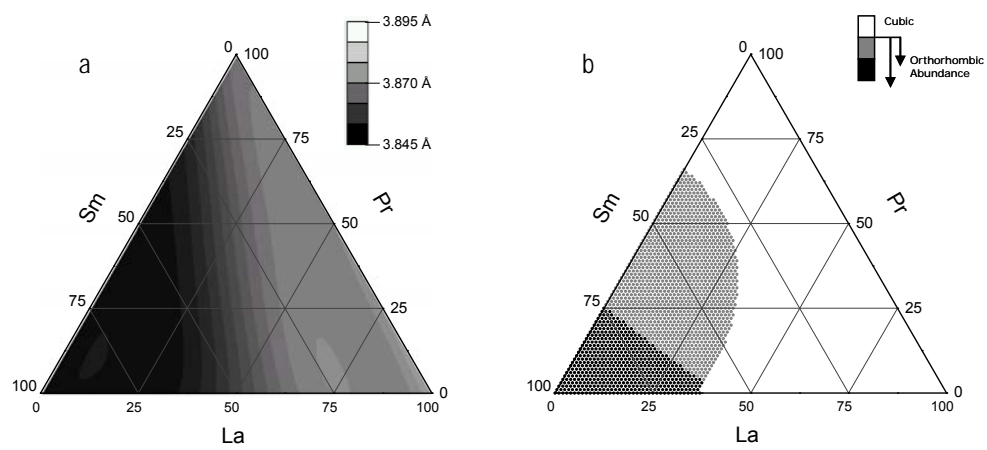 a
3.895 Å
3.870 Å
3.845 Å
0 100
25 75
Sm Pr
50 50
75 25
100 0
0 25 50 75 100
La
b
Cubic
Orthorhombic
Abundance
0 100
25 75
Sm Pr
50 50
75 25
100 0
0 25 50 75 100
La